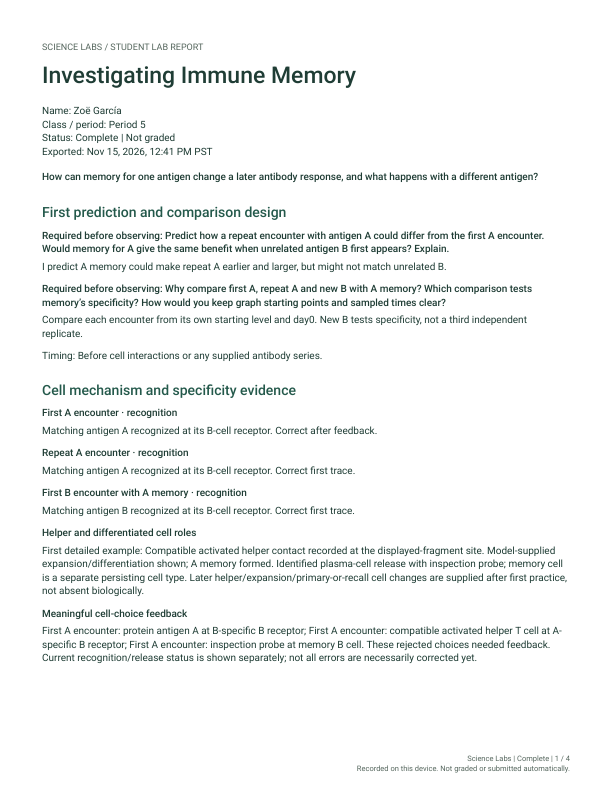 SCIENCE LABS / STUDENT LAB REPORT
Investigating Immune Memory
Name: Zoë García
Class / period: Period 5
Status: Complete | Not graded
Exported: Nov 15, 2026, 12:41 PM PST
How can memory for one antigen change a later antibody response, and what happens with a different antigen?
First prediction and comparison design
Required before observing: Predict how a repeat encounter with antigen A could differ from the first A encounter.
Would memory for A give the same benefit when unrelated antigen B first appears? Explain.
I predict A memory could make repeat A earlier and larger, but might not match unrelated B.
Required before observing: Why compare first A, repeat A and new B with A memory? Which comparison tests
memory's specificity? How would you keep graph starting points and sampled times clear?
Compare each encounter from its own starting level and day0. New B tests specificity, not a third independent
replicate.
Timing: Before cell interactions or any supplied antibody series.
Cell mechanism and specificity evidence
First A encounter · recognition
Matching antigen A recognized at its B-cell receptor. Correct after feedback.
Repeat A encounter · recognition
Matching antigen A recognized at its B-cell receptor. Correct first trace.
First B encounter with A memory · recognition
Matching antigen B recognized at its B-cell receptor. Correct first trace.
Helper and differentiated cell roles
First detailed example: Compatible activated helper contact recorded at the displayed-fragment site. Model-supplied
expansion/differentiation shown; A memory formed. Identified plasma-cell release with inspection probe; memory cell
is a separate persisting cell type. Later helper/expansion/primary-or-recall cell changes are supplied after first practice,
not absent biologically.
Meaningful cell-choice feedback
First A encounter: protein antigen A at B-specific B receptor; First A encounter: compatible activated helper T cell at A-
specific B receptor; First A encounter: inspection probe at memory B cell. These rejected choices needed feedback.
Current recognition/release status is shown separately; not all errors are necessarily corrected yet.
Science Labs | Complete | 1 / 4
Recorded on this device. Not graded or submitted automatically.